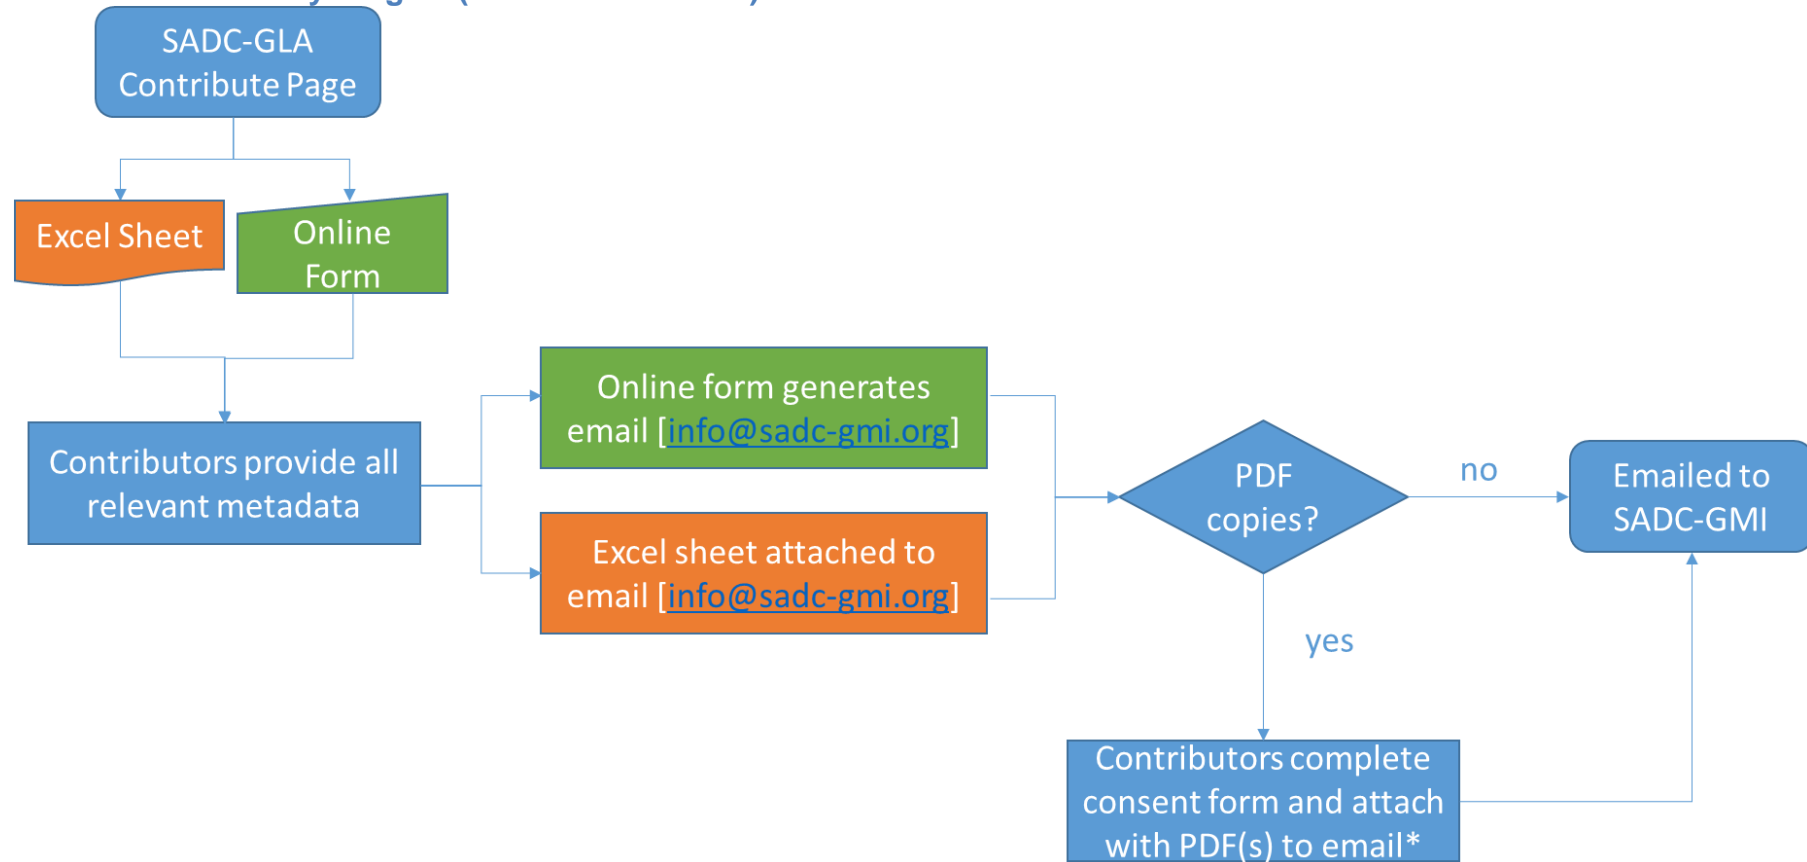 SADC-GLA
Contribute Page
Excel Sheet
Online
Form
Contributors provide all
relevant metadata
Online form generates
email [info@sadc-gmi.org]
Excel sheet attached to
email [info@sadc-gmi.org]
PDF
copies?
no
yes
Emailed to
SADC-GMI
Contributors complete
consent form and attach
with PDF(s) to email*